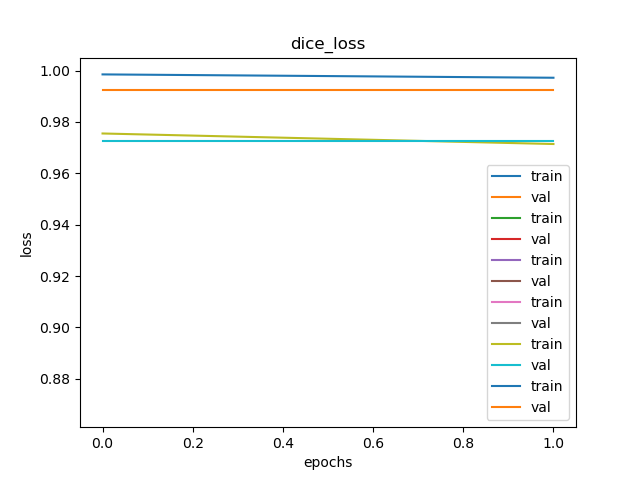 dice_loss
1.00
0.98
0.96
0.94
0.92
0.90
0.88
loss
0.0
0.2
0.4
0.6
0.8
1.0
epochs
train
val
train
val
train
val
train
val
train
val
train
val